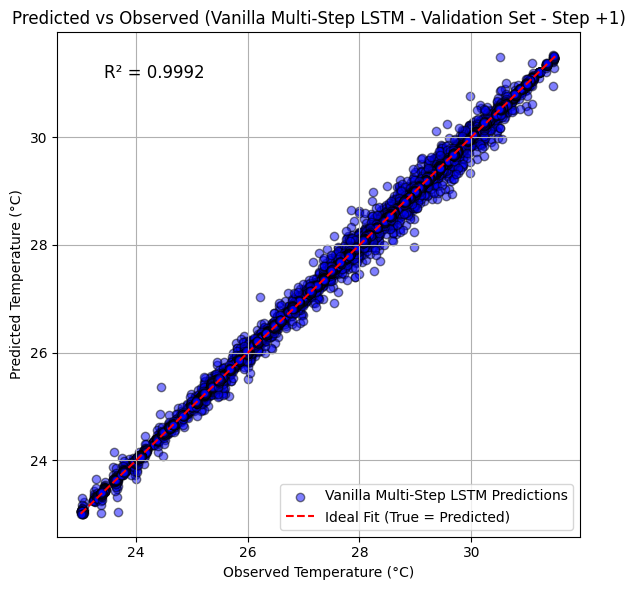 Predicted vs Observed (Vanilla Multi-Step LSTM - Validation Set - Step +1)
R² = 0.9992
30
28
26
24
Predicted Temperature (°C)
Vanilla Multi-Step LSTM Predictions
Ideal Fit (True = Predicted)
24 26 28 30
Observed Temperature (°C)